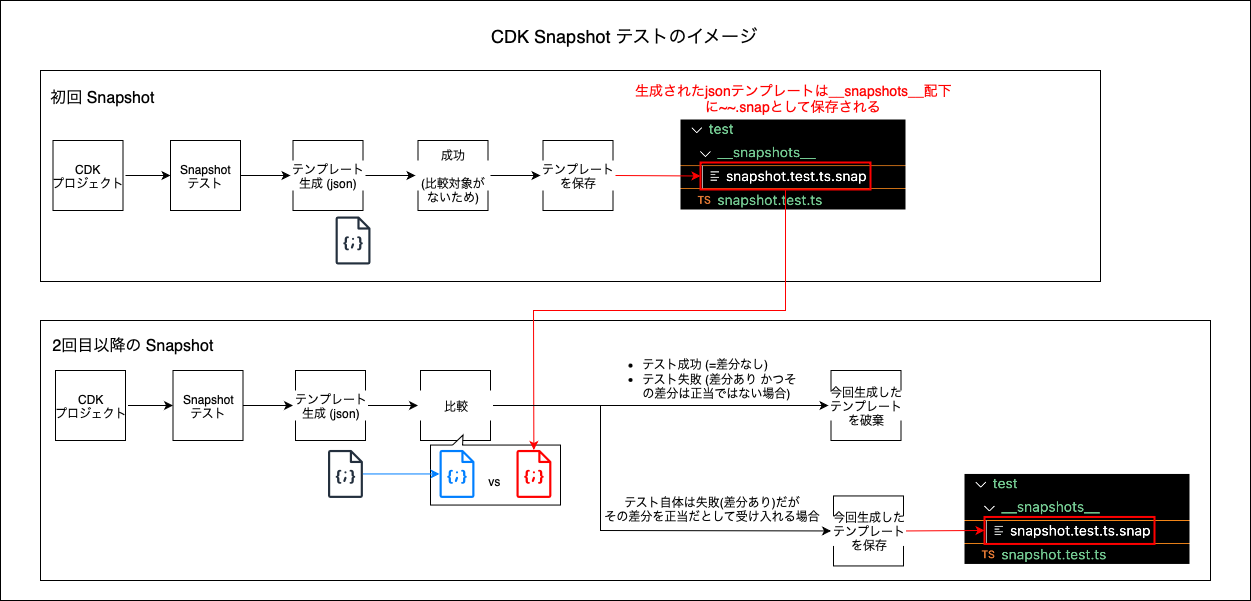 CDK Snapshot テストのイメージ
初回 Snapshot
生成されたjsonテンプレートは__snapshots__配下
に~~.snapとして保存される
CDK
プロジェクト
Snapshot
テスト
テンプレート
生成 (json)
成功
(比較対象が
ないため)
テンプレート
を保存
test
__snapshots__
snapshot.test.ts.snap
TS snapshot.test.ts
{;}
2回目以降の Snapshot
CDK
プロジェクト
Snapshot
テスト
テンプレート
生成 (json)
比較
{;}
{;}
vs
{;}
• テスト成功 (=差分なし)
• テスト失敗 (差分あり かつそ
の差分は正当ではない場合)
今回生成した
テンプレート
を破棄
テスト自体は失敗(差分あり)だが
その差分を正当だとして受け入れる場合
今回生成した
テンプレート
を保存
test
__snapshots__
snapshot.test.ts.snap
TS snapshot.test.ts